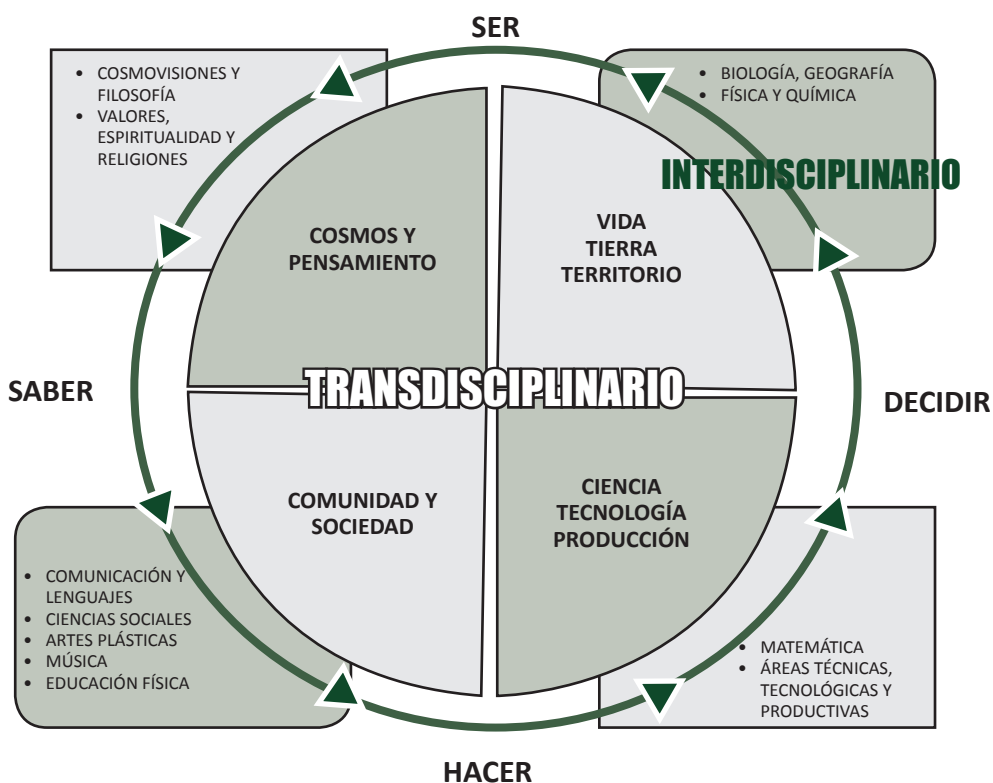 SER
• COSMOVISIONES Y
FILOSOFÍA
• VALORES,
ESPIRITUALIDAD Y
RELIGIONES
• BIOLOGÍA, GEOGRAFÍA
• FÍSICA Y QUÍMICA
INTERDISCIPLINARIO
COSMOS Y
PENSAMIENTO
VIDA
TIERRA
TERRITORIO
SABER
TRANSDISCIPLINARIO
DECIDIR
COMUNIDAD Y
SOCIEDAD
CIENCIA
TECNOLOGÍA
PRODUCCIÓN
• COMUNICACIÓN Y
LENGUAJES
• CIENCIAS SOCIALES
• ARTES PLÁSTICAS
• MÚSICA
• EDUCACIÓN FÍSICA
• MATEMÁTICA
• ÁREAS TÉCNICAS,
TECNOLÓGICAS Y
PRODUCTIVAS
HACER